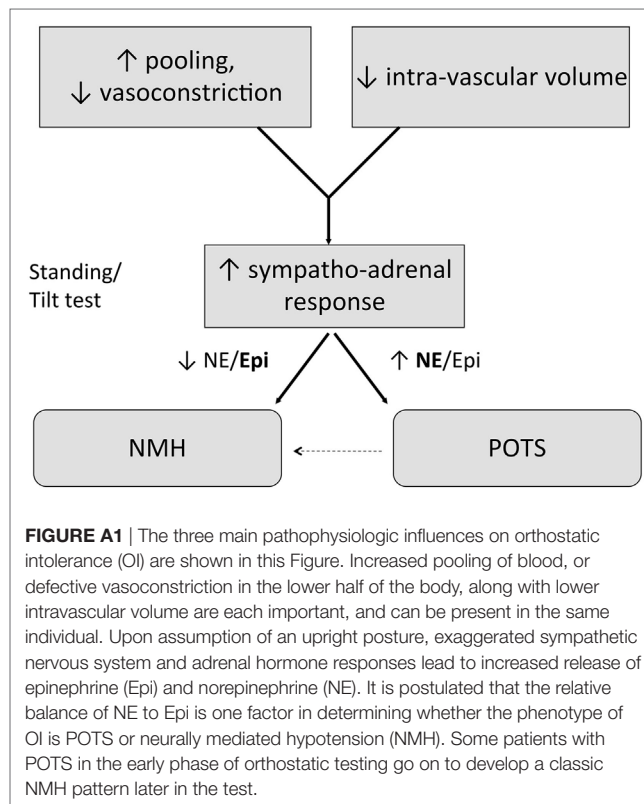 ↑ pooling,
↓ vasoconstriction
↓ intra-vascular volume
Standing/
Tilt test
↑ sympatho-adrenal
response
↓ NE/Epi
↑ NE/Epi
NMH
POTS
FIGURE A1 | The three main pathophysiologic influences on orthostatic
intolerance (OI) are shown in this Figure. Increased pooling of blood, or
defective vasoconstriction in the lower half of the body, along with lower
intravascular volume are each important, and can be present in the same
individual. Upon assumption of an upright posture, exaggerated sympathetic
nervous system and adrenal hormone responses lead to increased release of
epinephrine (Epi) and norepinephrine (NE). It is postulated that the relative
balance of NE to Epi is one factor in determining whether the phenotype of
OI is POTS or neurally mediated hypotension (NMH). Some patients with
POTS in the early phase of orthostatic testing go on to develop a classic
NMH pattern later in the test.